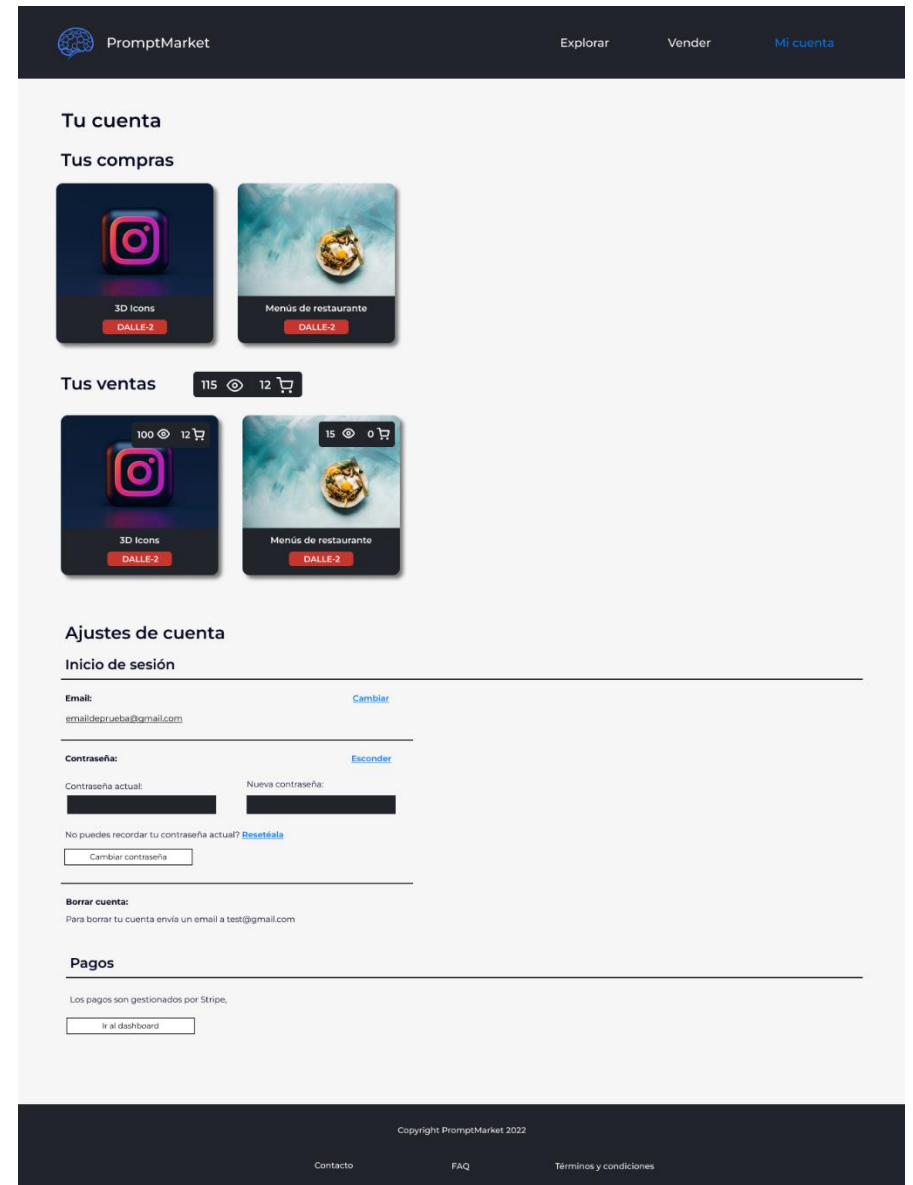 PromptMarket Explorar Vender Mi cuenta
Tu cuenta
Tus compras
3D Icons
DALLE-2
Menús de restaurante
DALLE-2
Tus ventas 115 12
100 12
3D Icons
DALLE-2
15 0
Menús de restaurante
DALLE-2
Ajustes de cuenta
Inicio de sesión
Email: Cambiar
emaildeprueba@gmail.com
Contraseña: Esconder
Contraseña actual: Nueva contraseña:
No puedes recordar tu contraseña actual? Resetéala
Cambiar contraseña
Borrar cuenta:
Para borrar tu cuenta envía un email a test@gmail.com
Pagos
Los pagos son gestionados por Stripe,
Ir al dashboard
Copyright PromptMarket 2022
Contacto FAQ Términos y condiciones